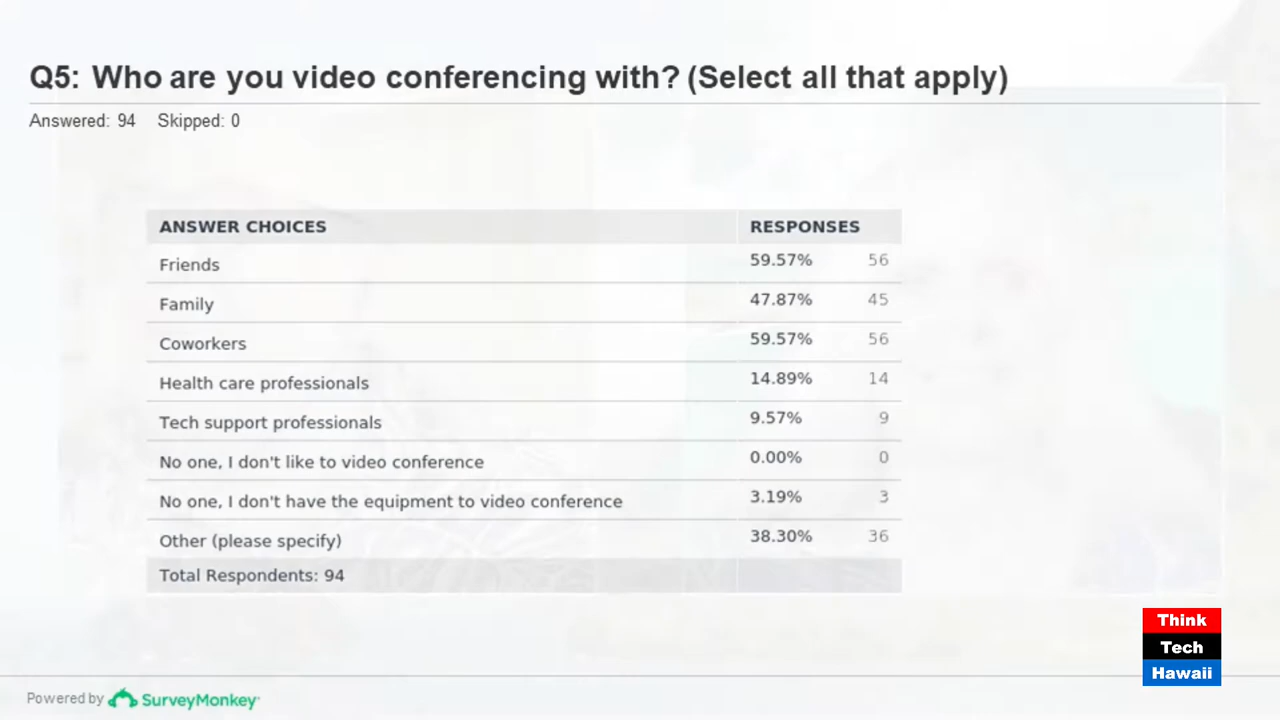 Q5: Who are you video conferencing with? (Select all that apply)
Answered: 94 Skipped: 0
ANSWER CHOICES RESPONSES
Friends 59.57% 56
Family 47.87% 45
Coworkers 59.57% 56
Health care professionals 14.89% 14
Tech support professionals 9.57% 9
No one, I don't like to video conference 0.00% 0
No one, I don't have the equipment to video conference 3.19% 3
Other (please specify) 38.30% 36
Total Respondents: 94
Think
Tech
Hawaii
Powered by SurveyMonkey